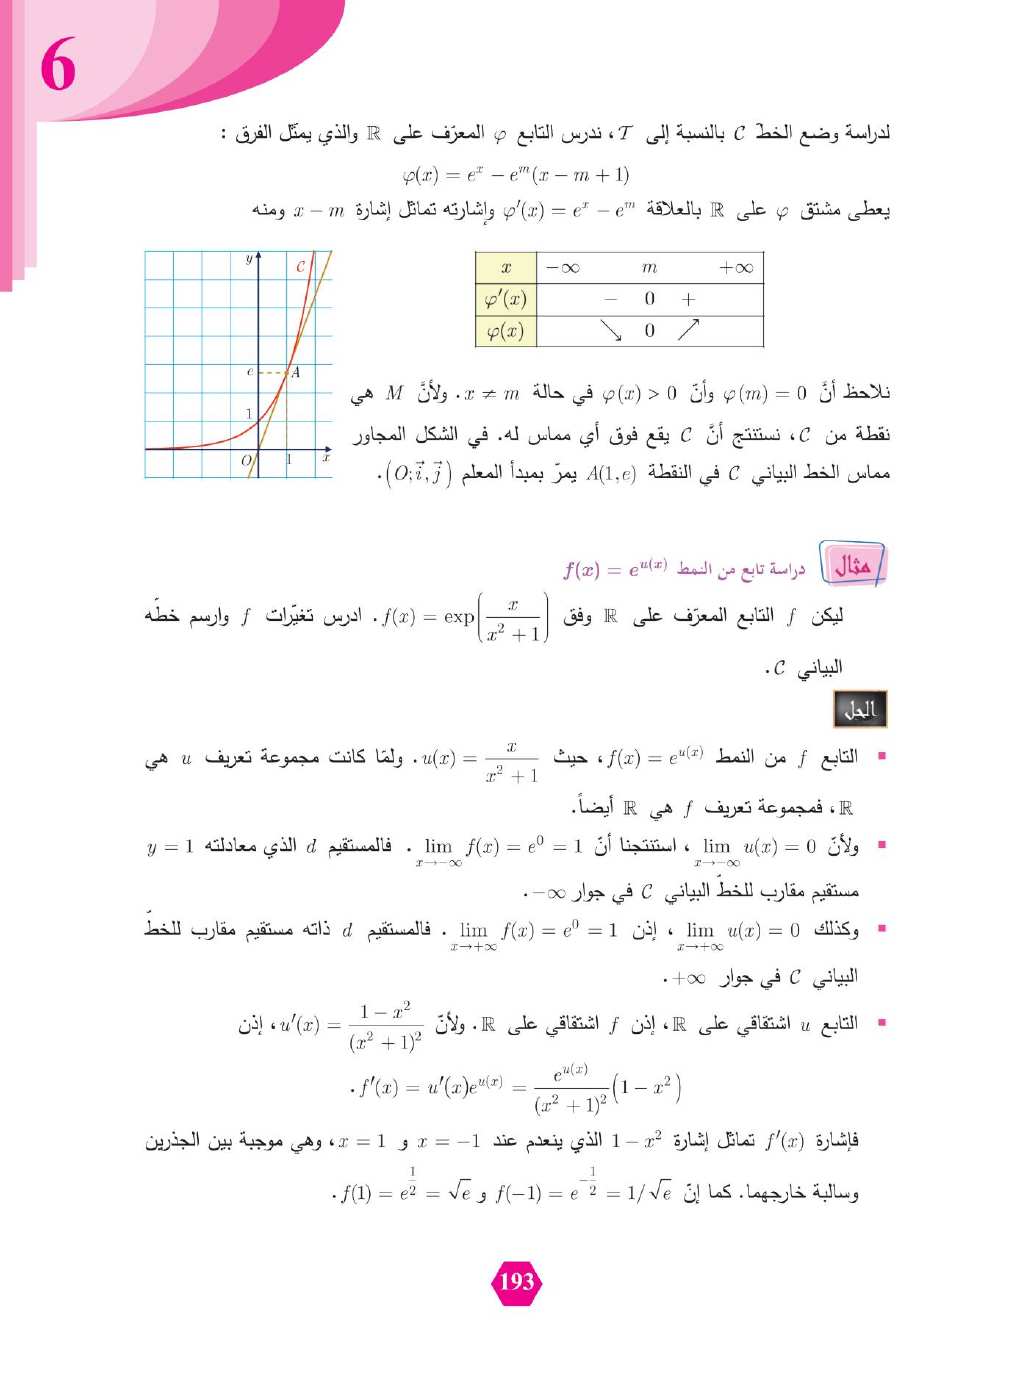 6
لدراسة وضع الخطّ C بالنسبة إلى T، ندرس التابع φ المعرّف على ℝ والذي يمثّل الفرق :
φ(x) = e^x − e^m(x − m + 1)
يعطى مشتق φ على ℝ بالعلاقة φ′(x) = e^x − e^m وإشارته تماثل إشارة x − m ومنه
x −∞ m +∞
φ′(x) − 0 +
φ(x) ↘ 0 ↗
y C
e A
1
O 1 x
نلاحظ أنَّ φ(m) = 0 وأنّ φ(x) > 0 في حالة x ≠ m. ولأنَّ M هي
نقطة من C، نستنتج أنَّ C يقع فوق أي مماس له. في الشكل المجاور
مماس الخط البياني C في النقطة A(1,e) يمرّ بمبدأ المعلم (O; i⃗, j⃗).
مثال دراسة تابع من النمط f(x) = e^{u(x)}
ليكن f التابع المعرّف على ℝ وفق f(x) = exp(x/(x² + 1)). ادرس تغيّرات f وارسم خطّه
البياني C.
الحل
▪ التابع f من النمط f(x) = e^{u(x)}، حيث u(x) = x/(x² + 1). ولمّا كانت مجموعة تعريف u هي
ℝ، فمجموعة تعريف f هي ℝ أيضاً.
▪ ولأنّ lim_{x→−∞} u(x) = 0، استنتجنا أنّ lim_{x→−∞} f(x) = e^0 = 1. فالمستقيم d الذي معادلته y = 1
مستقيم مقارب للخطّ البياني C في جوار −∞.
▪ وكذلك lim_{x→+∞} u(x) = 0، إذن lim_{x→+∞} f(x) = e^0 = 1. فالمستقيم d ذاته مستقيم مقارب للخطّ
البياني C في جوار +∞.
▪ التابع u اشتقاقي على ℝ، إذن f اشتقاقي على ℝ. ولأنّ u′(x) = (1 − x²)/(x² + 1)²، إذن
f′(x) = u′(x)e^{u(x)} = e^{u(x)}/(x² + 1)² (1 − x²).
فإشارة f′(x) تماثل إشارة 1 − x² الذي ينعدم عند x = −1 و x = 1، وهي موجبة بين الجذرين
وسالبة خارجهما. كما إنّ f(−1) = e^{−1/2} = 1/√e و f(1) = e^{1/2} = √e.
193